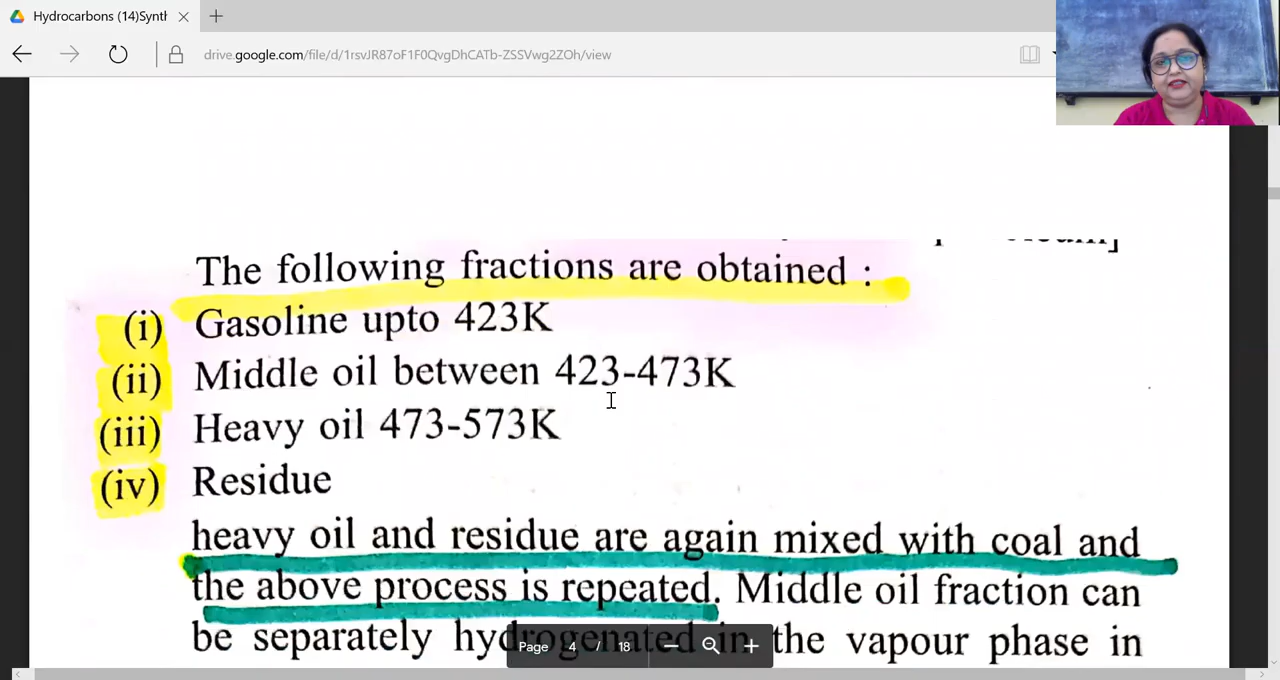 Hydrocarbons (14)Synth
drive.google.com/file/d/1rsvJR87oF1F0QvgDhCATb-ZSSVwg2ZOh/view
The following fractions are obtained :
(i) Gasoline upto 423K
(ii) Middle oil between 423-473K
(iii) Heavy oil 473-573K
(iv) Residue
heavy oil and residue are again mixed with coal and
the above process is repeated. Middle oil fraction can
be separately hydrogenated in the vapour phase in
Page 4 / 18